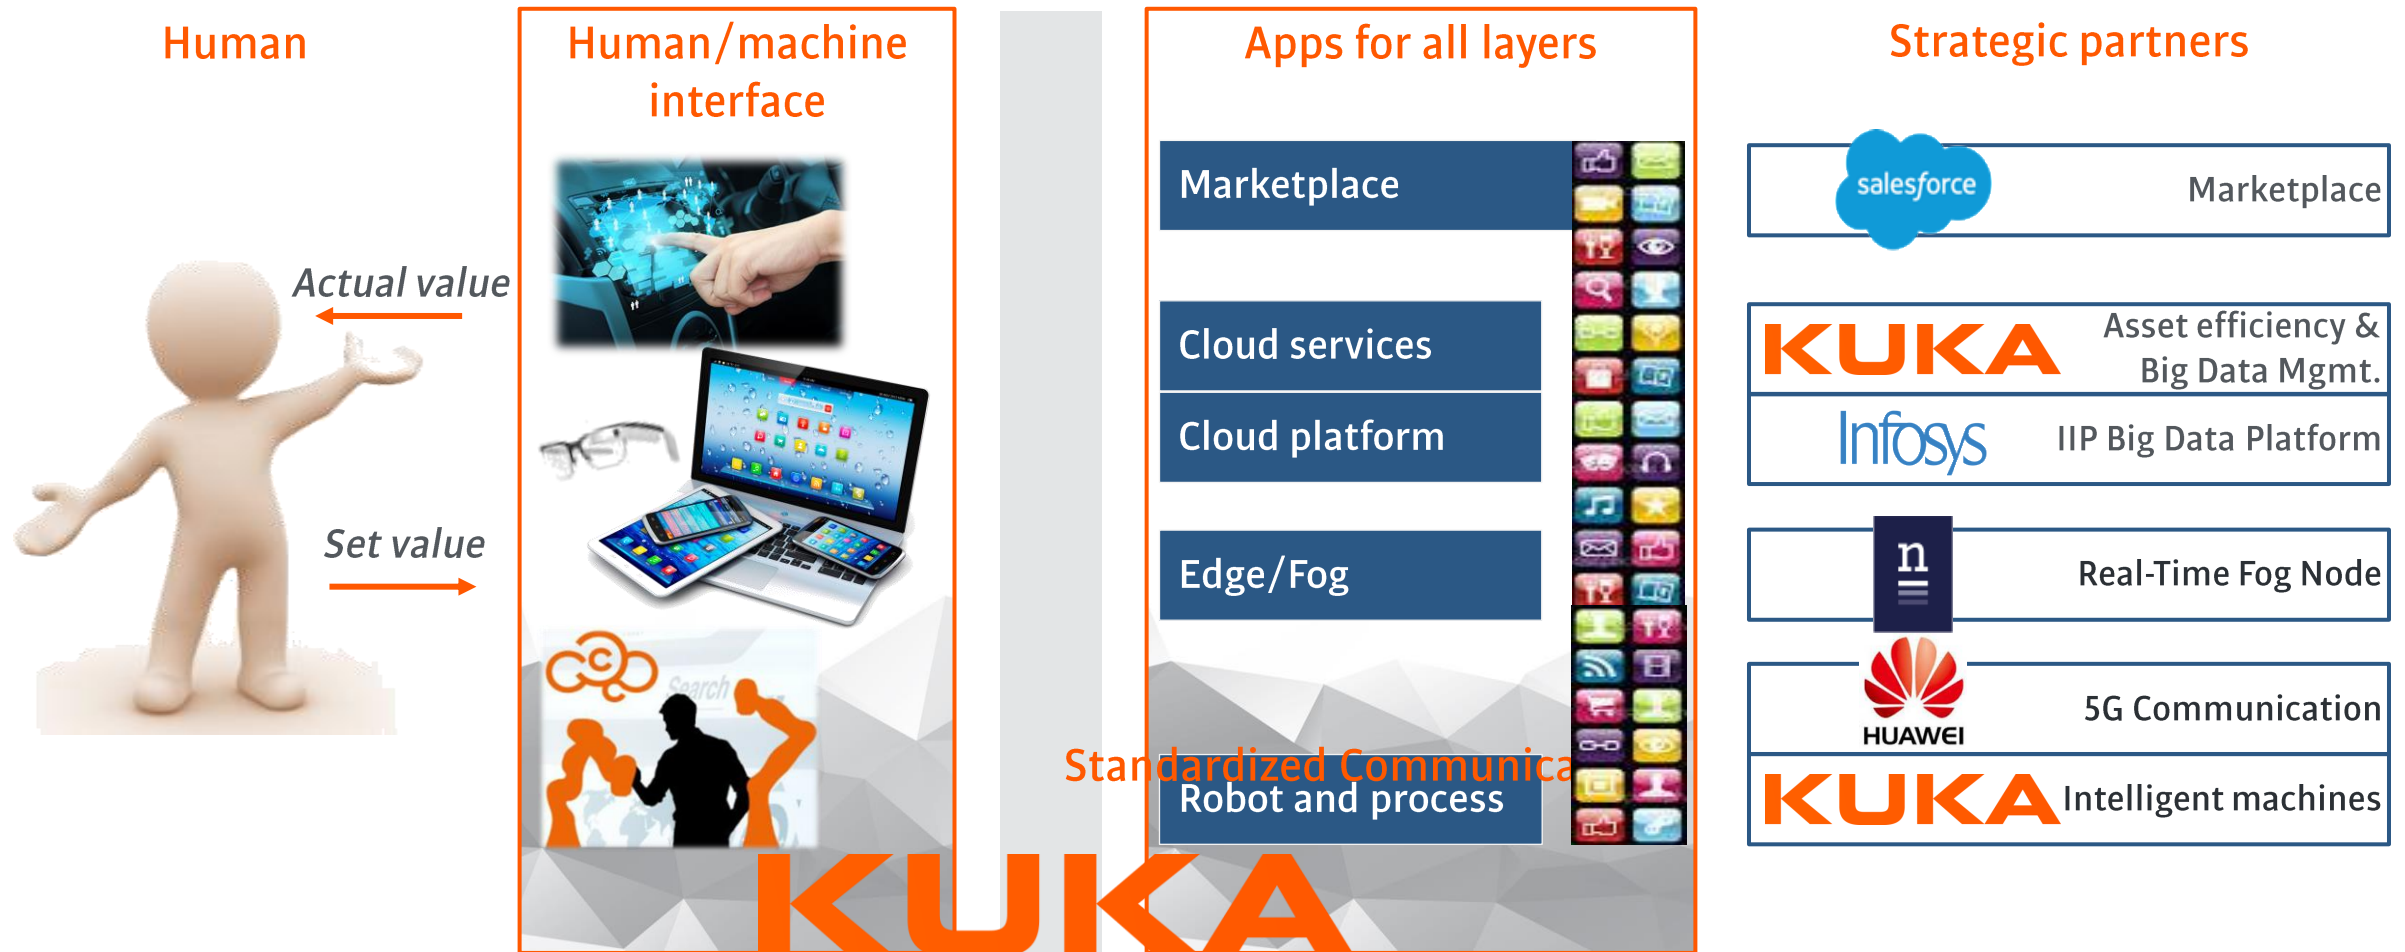 Human
Human/machine
interface
Apps for all layers
Strategic partners
Actual value
Set value
Search
Marketplace
Cloud services
Cloud platform
Edge/Fog
Standardized Communica
Robot and process
salesforce
Marketplace
KUKA
Asset efficiency &
Big Data Mgmt.
Infosys
IIP Big Data Platform
n
Real-Time Fog Node
HUAWEI
5G Communication
KUKA
Intelligent machines
KUKA